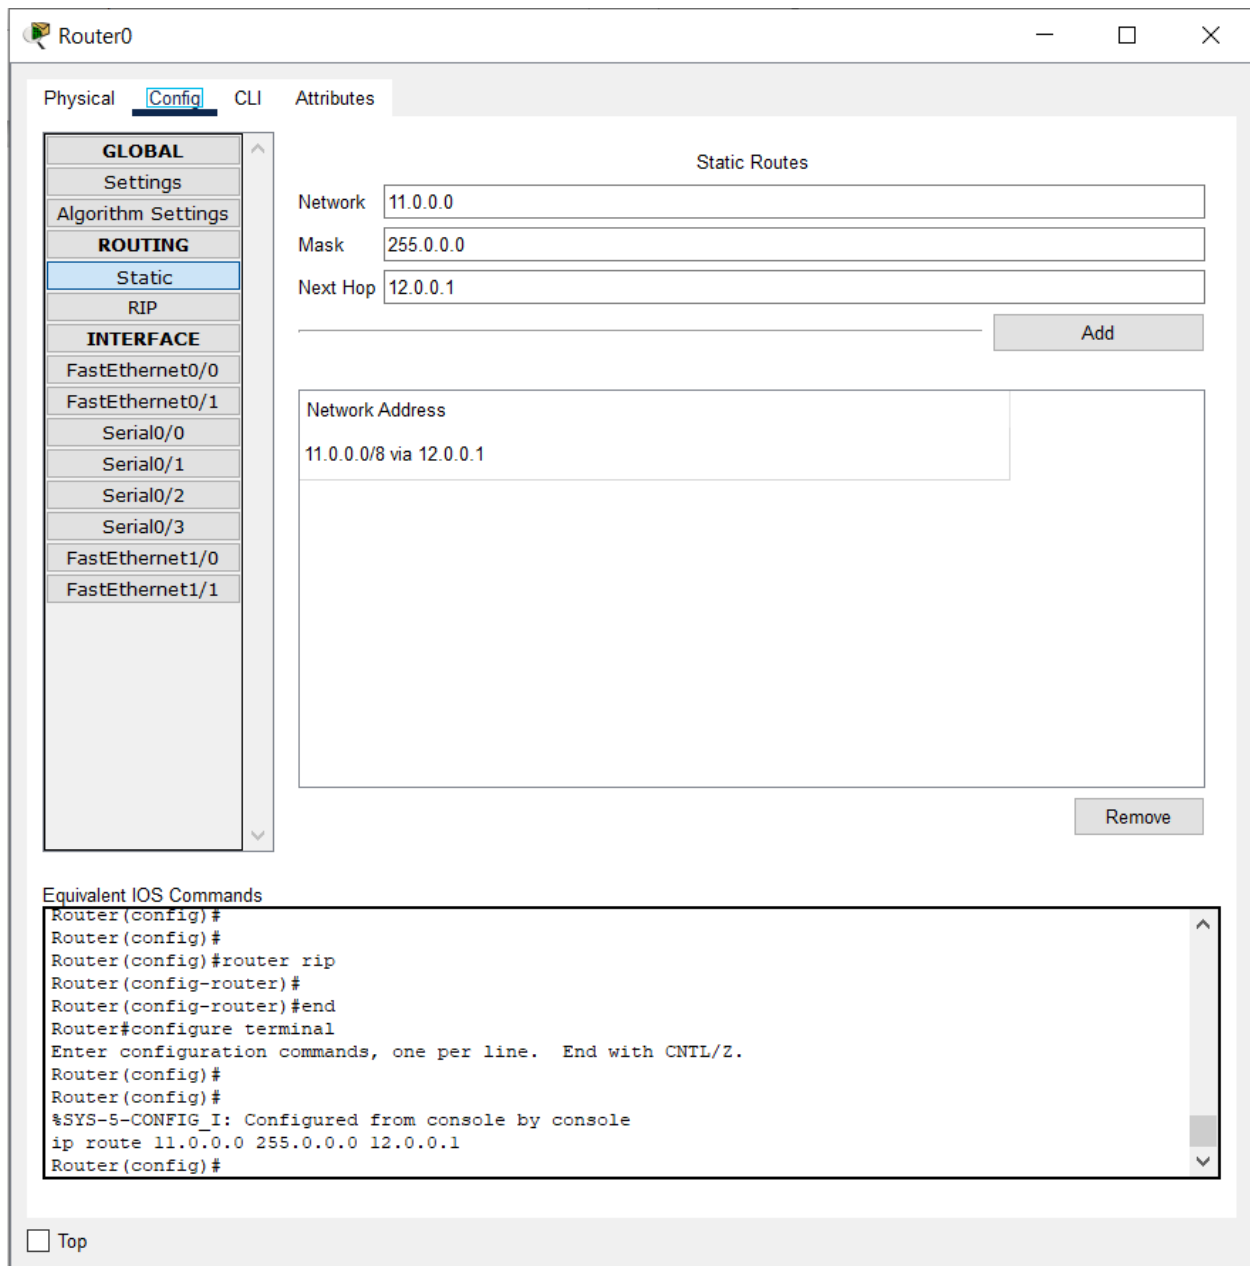 Router0
Physical Config CLI Attributes
GLOBAL
Settings
Algorithm Settings
ROUTING
Static
RIP
INTERFACE
FastEthernet0/0
FastEthernet0/1
Serial0/0
Serial0/1
Serial0/2
Serial0/3
FastEthernet1/0
FastEthernet1/1
Static Routes
Network 11.0.0.0
Mask 255.0.0.0
Next Hop 12.0.0.1
Add
Network Address
11.0.0.0/8 via 12.0.0.1
Remove
Equivalent IOS Commands
Router(config)#
Router(config)#
Router(config)#router rip
Router(config-router)#
Router(config-router)#end
Router#configure terminal
Enter configuration commands, one per line.  End with CNTL/Z.
Router(config)#
Router(config)#
%SYS-5-CONFIG_I: Configured from console by console
ip route 11.0.0.0 255.0.0.0 12.0.0.1
Router(config)#
Top